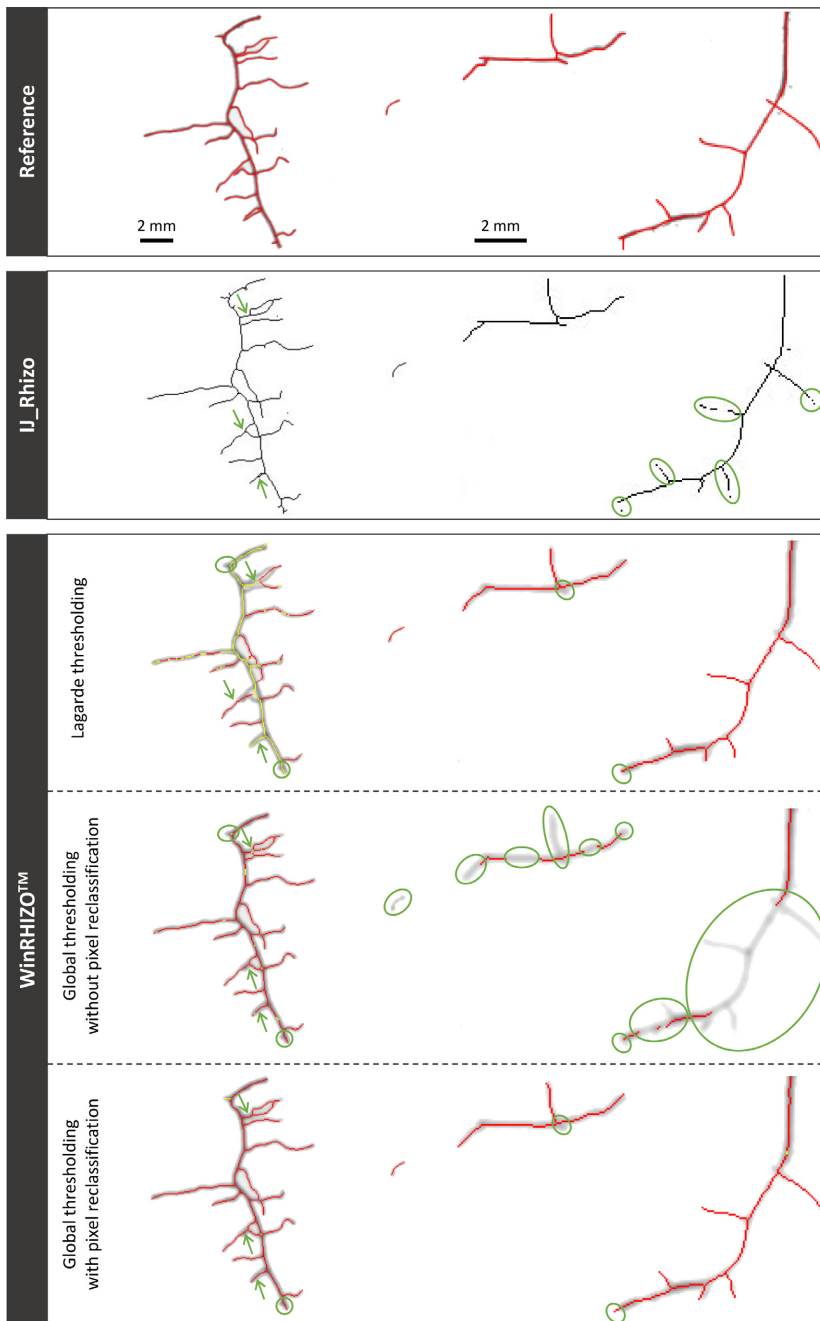 Reference
2 mm
2 mm
IJ_Rhizo
WinRHIZO™
Lagarde thresholding
Global thresholding
without pixel reclassification
Global thresholding
with pixel reclassification